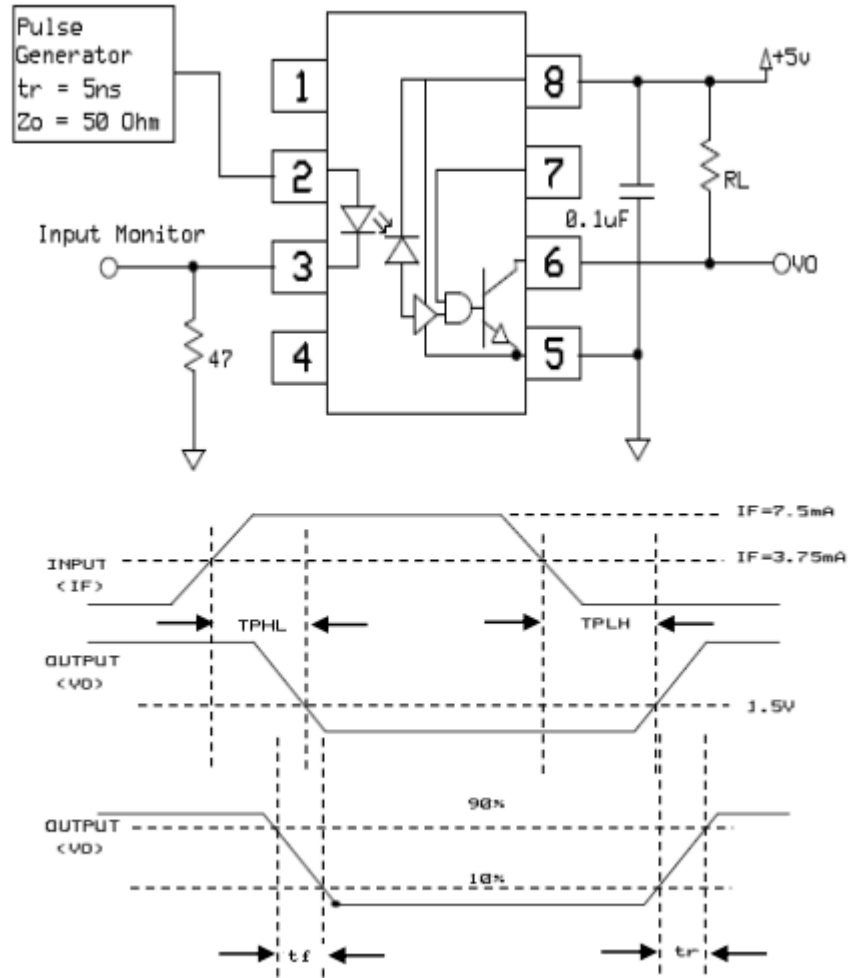 Pulse
Generator
tr = 5ns
Zo = 50 Ohm
1
8
+5v
2
7
RL
0.1uF
Input Monitor
3
6
VO
4
5
47
IF=7.5mA
INPUT
<IF>
IF=3.75mA
TPHL
TPLH
OUTPUT
<VO>
1.5V
90%
OUTPUT
<VO>
10%
tf
tr